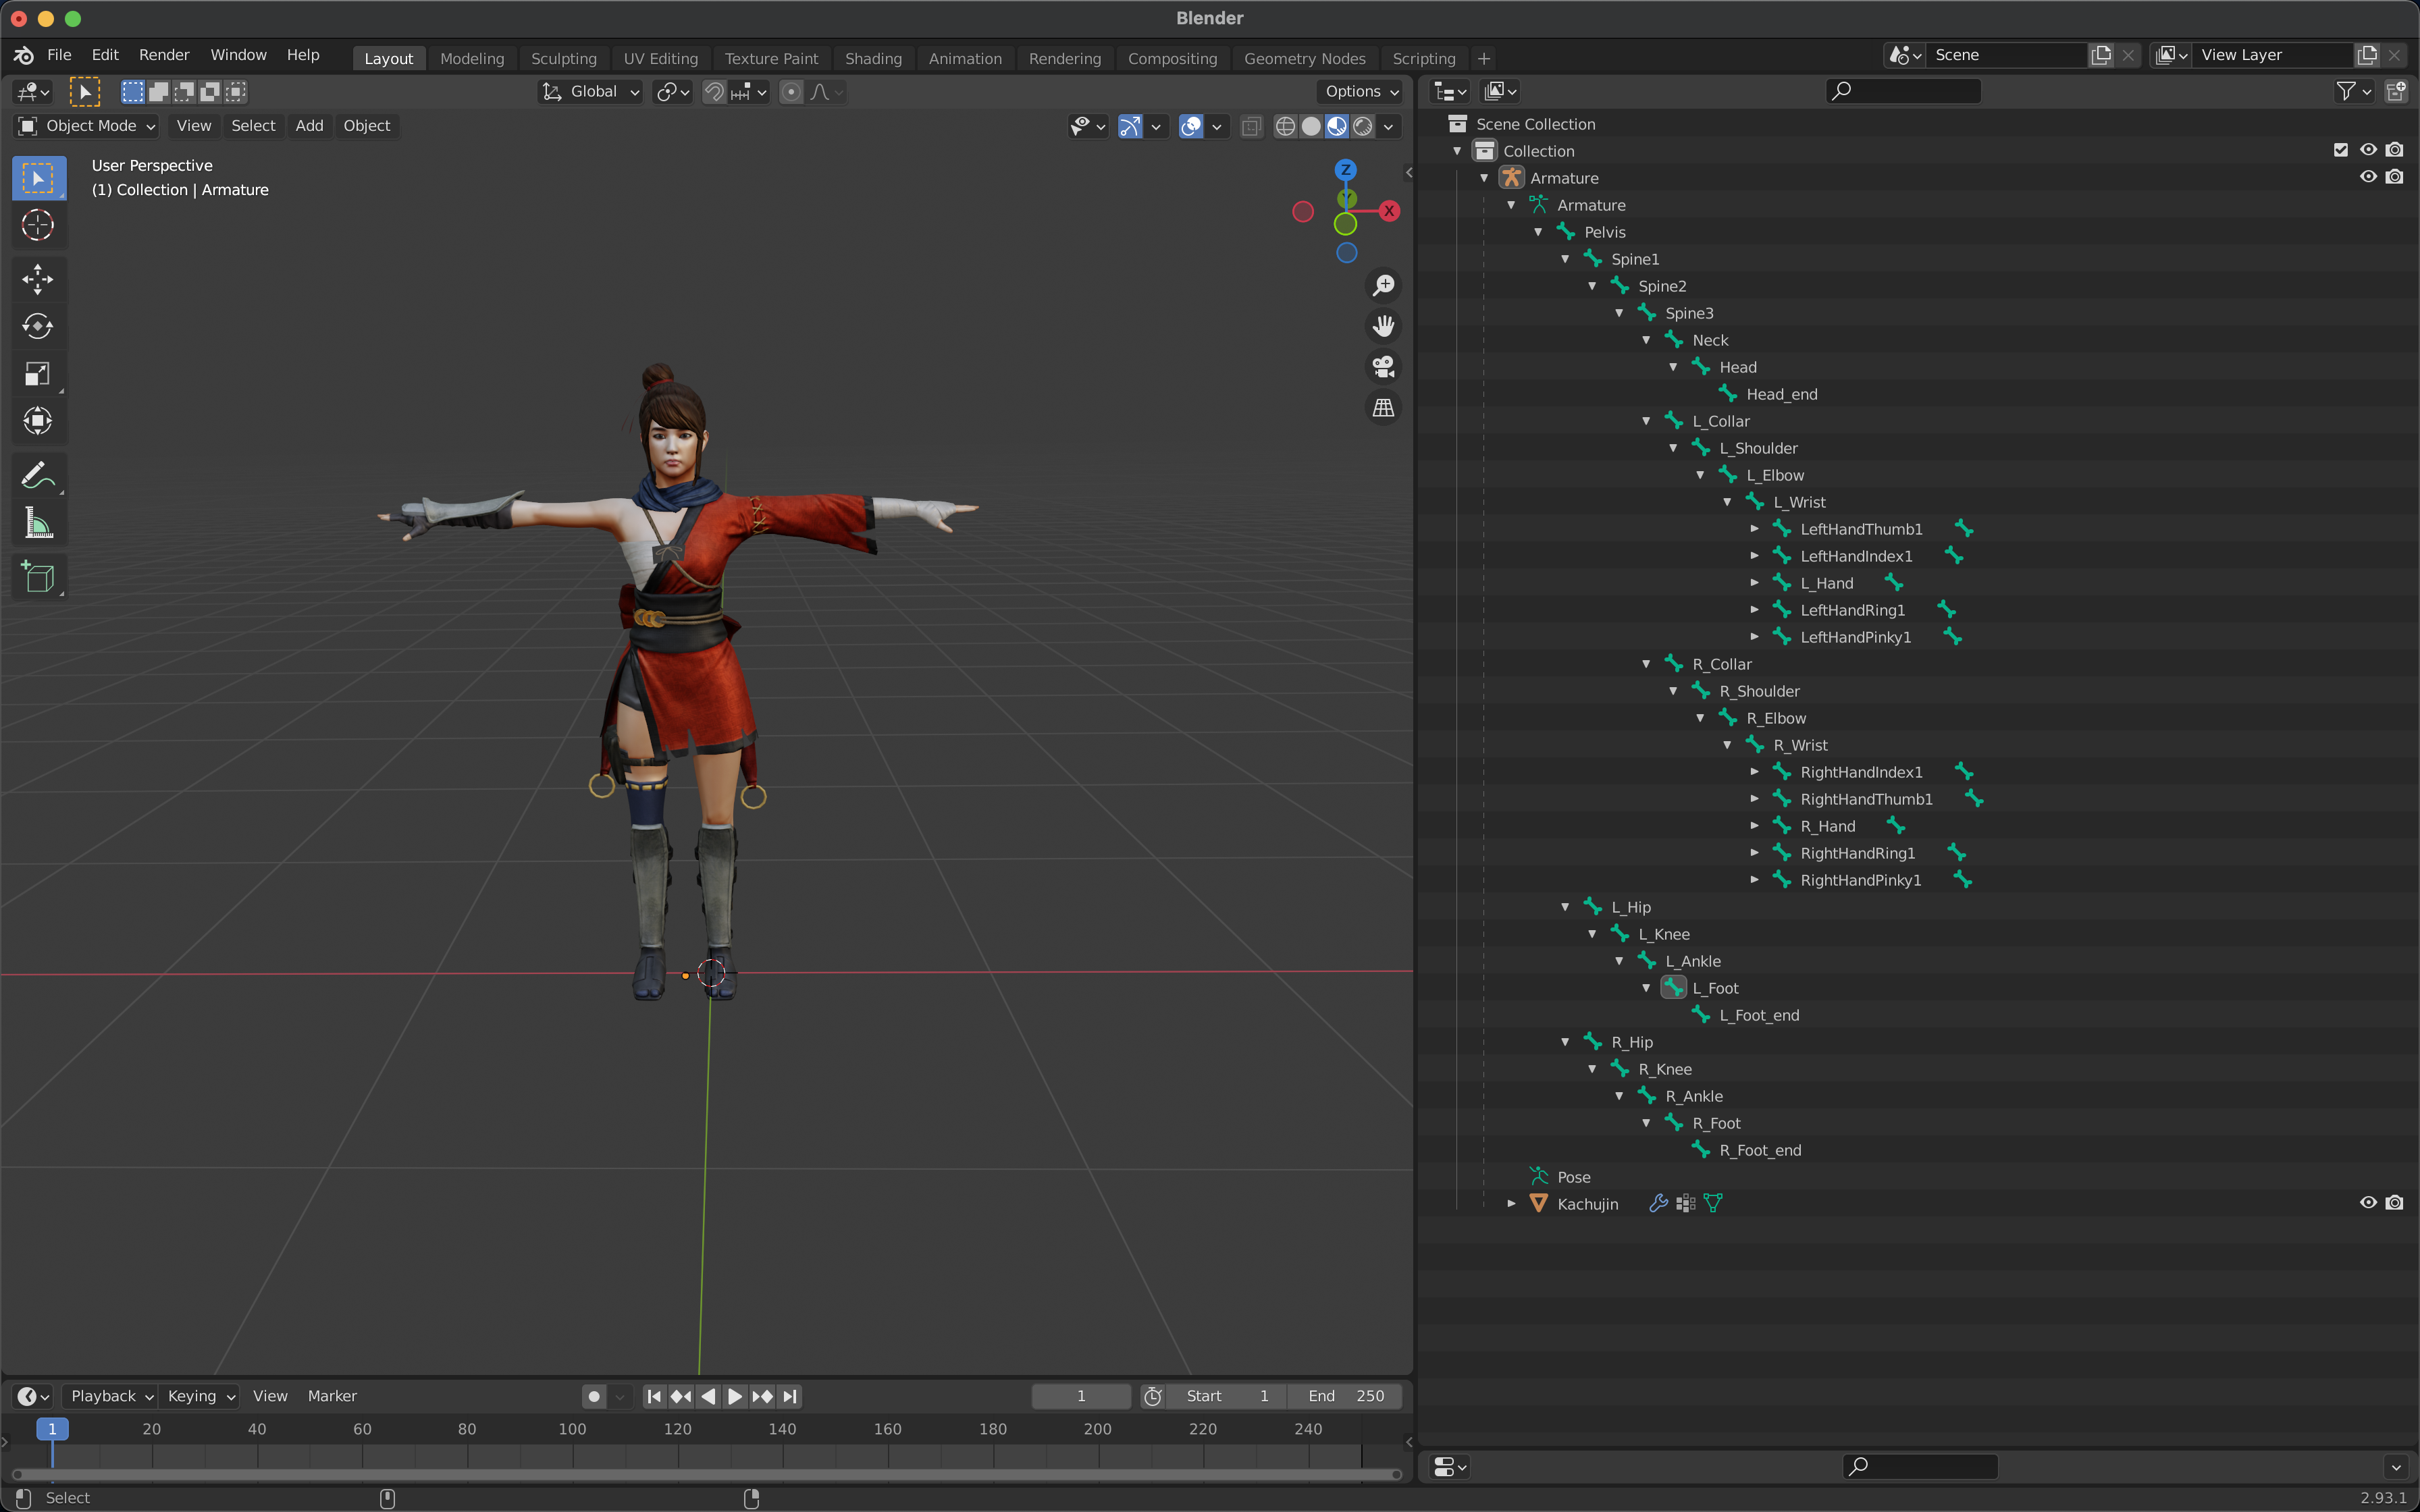 Blender
File Edit Render Window Help Layout Modeling Sculpting UV Editing Texture Paint Shading Animation Rendering Compositing Geometry Nodes Scripting + Scene View Layer
Global Options
Object Mode View Select Add Object
User Perspective
(1) Collection | Armature
Z
X
Scene Collection
Collection
Armature
Armature
Pelvis
Spine1
Spine2
Spine3
Neck
Head
Head_end
L_Collar
L_Shoulder
L_Elbow
L_Wrist
LeftHandThumb1
LeftHandIndex1
L_Hand
LeftHandRing1
LeftHandPinky1
R_Collar
R_Shoulder
R_Elbow
R_Wrist
RightHandIndex1
RightHandThumb1
R_Hand
RightHandRing1
RightHandPinky1
L_Hip
L_Knee
L_Ankle
L_Foot
L_Foot_end
R_Hip
R_Knee
R_Ankle
R_Foot
R_Foot_end
Pose
Kachujin
Playback Keying View Marker 1 Start 1 End 250
1 20 40 60 80 100 120 140 160 180 200 220 240
Select
2.93.1